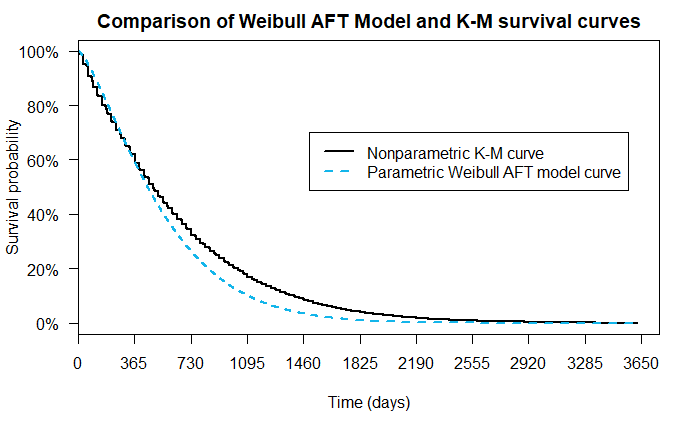 Comparison of Weibull AFT Model and K-M survival curves
100%
80%
60%
40%
20%
0%
Survival probability
Nonparametric K-M curve
Parametric Weibull AFT model curve
0 365 730 1095 1460 1825 2190 2555 2920 3285 3650
Time (days)